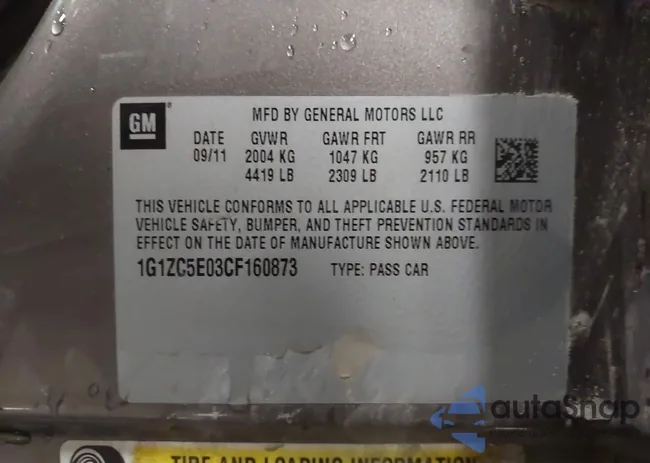 GM
MFD BY GENERAL MOTORS LLC
DATE GVWR GAWR FRT GAWR RR
09/11 2004 KG 1047 KG 957 KG
4419 LB 2309 LB 2110 LB
THIS VEHICLE CONFORMS TO ALL APPLICABLE U.S. FEDERAL MOTOR
VEHICLE SAFETY, BUMPER, AND THEFT PREVENTION STANDARDS IN
EFFECT ON THE DATE OF MANUFACTURE SHOWN ABOVE.
1G1ZC5E03CF160873 TYPE: PASS CAR
autoSnap
TIRE AND LOADING INFORMATION